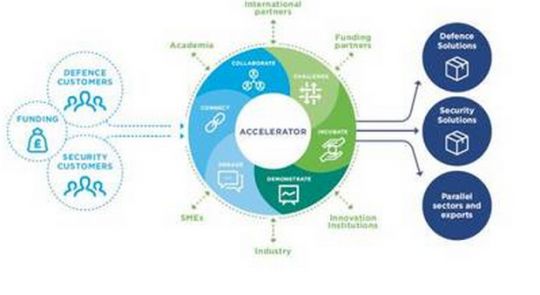 International
partners
Academia
Funding
partners
DEFENCE
CUSTOMERS
FUNDING
£
SECURITY
CUSTOMERS
COLLABORATE
CHALLENGE
CONNECT
ACCELERATOR
INCUBATE
ENGAGE
DEMONSTRATE
SMEs
Innovation
Institutions
Industry
Defence
Solutions
Security
Solutions
Parallel
sectors and
exports